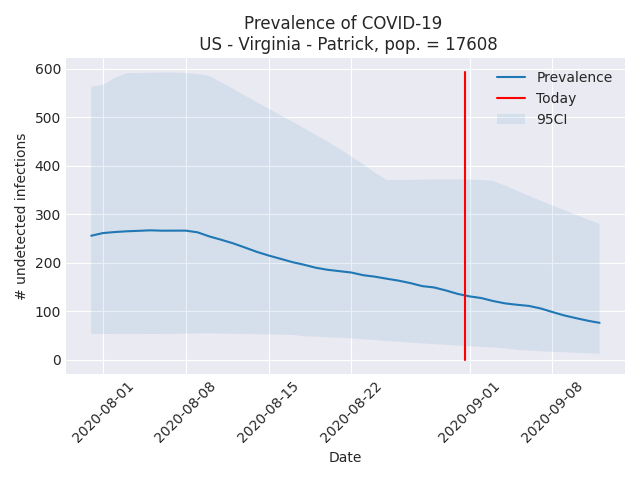 Prevalence of COVID-19
US - Virginia - Patrick, pop. = 17608
# undetected infections
600
500
400
300
200
100
0
Prevalence
Today
95CI
2020-08-01
2020-08-08
2020-08-15
2020-08-22
2020-09-01
2020-09-08
Date